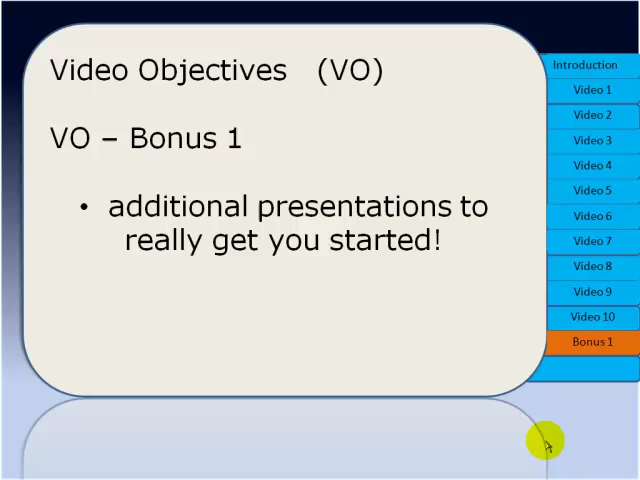 Video Objectives (VO)
VO – Bonus 1
• additional presentations to
really get you started!
Introduction
Video 1
Video 2
Video 3
Video 4
Video 5
Video 6
Video 7
Video 8
Video 9
Video 10
Bonus 1